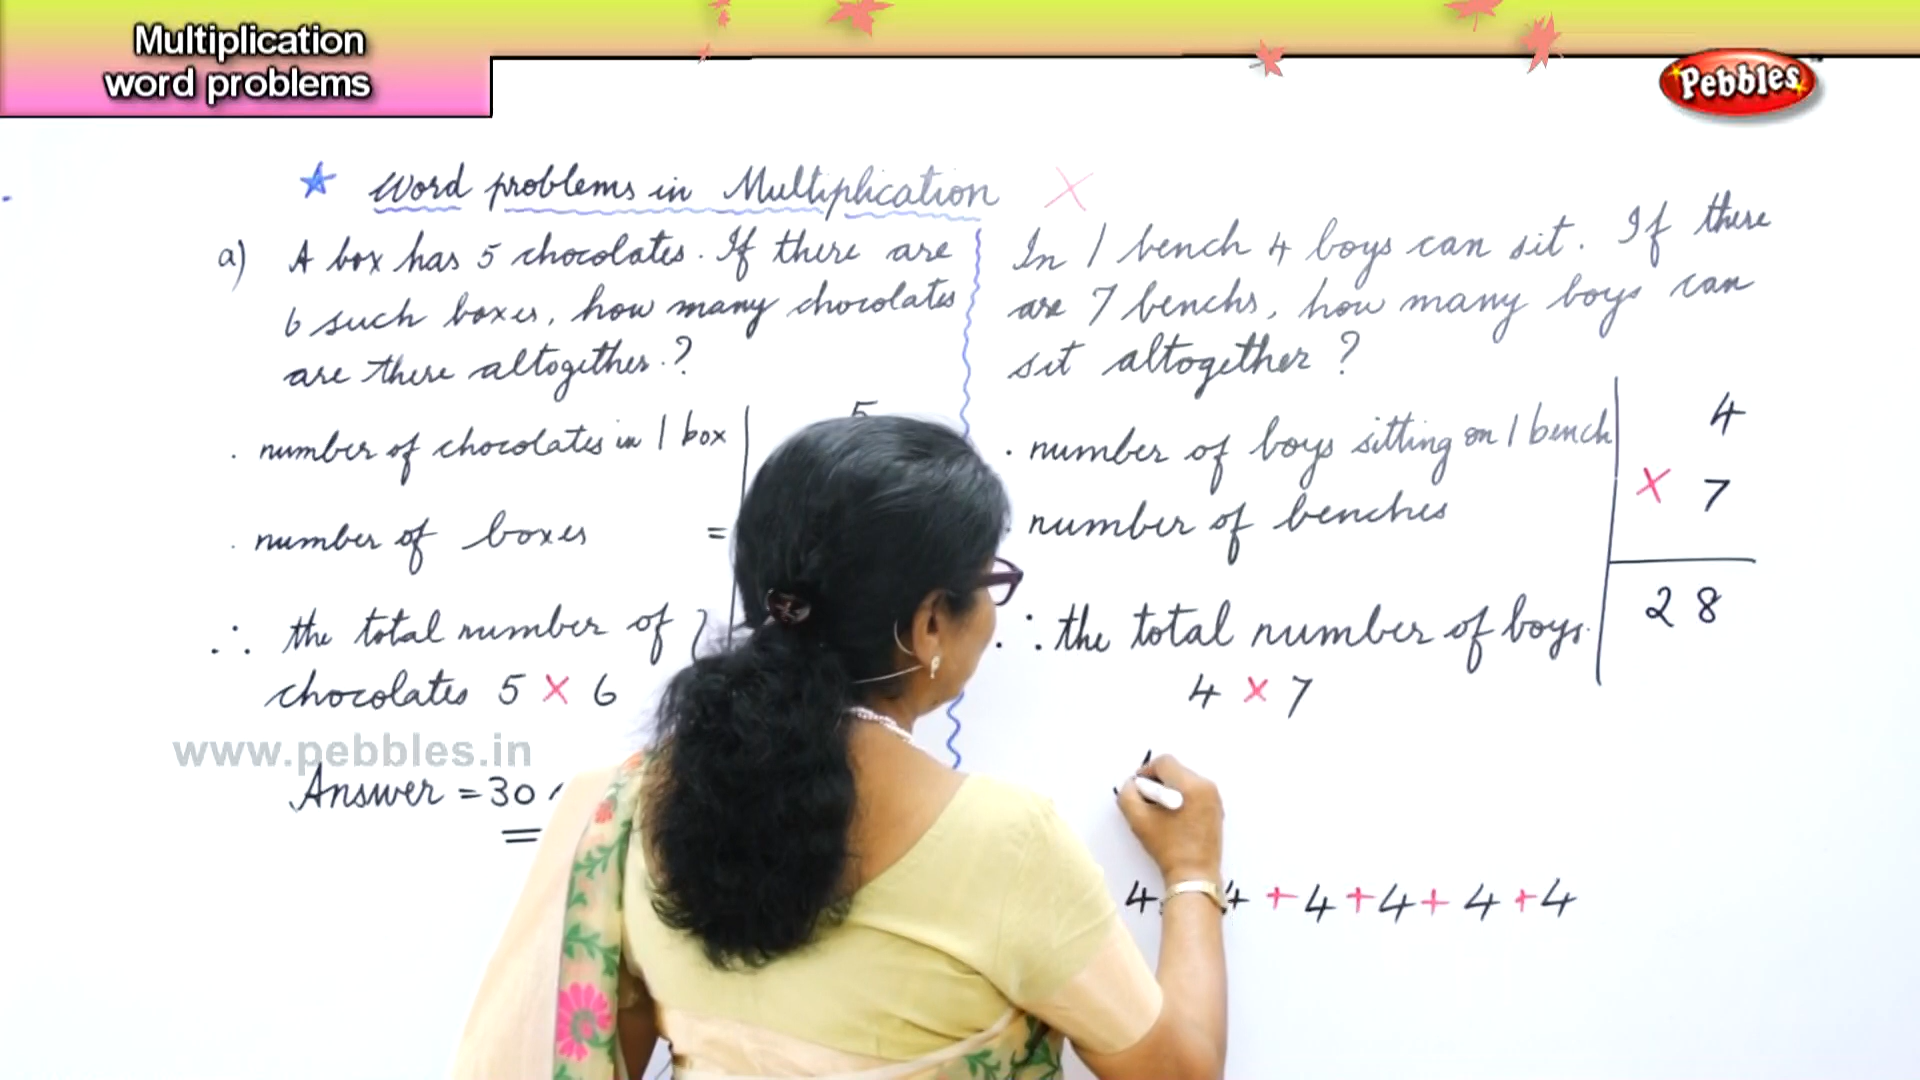 Multiplication
word problems
Pebbles
Word problems in Multiplication ×
a) A box has 5 chocolates. If there are
6 such boxes, how many chocolates
are there altogether.?
. number of chocolates in 1 box
. number of boxes =
∴ the total number of
chocolates 5 × 6
www.pebbles.in
Answer = 30
In 1 bench 4 boys can sit. If there
are 7 benchs, how many boys can
sit altogether?
. number of boys sitting on 1 bench
. number of benches
∴ the total number of boys.
4 × 7
4
× 7
28
4 4 + 4 + 4 + 4 + 4